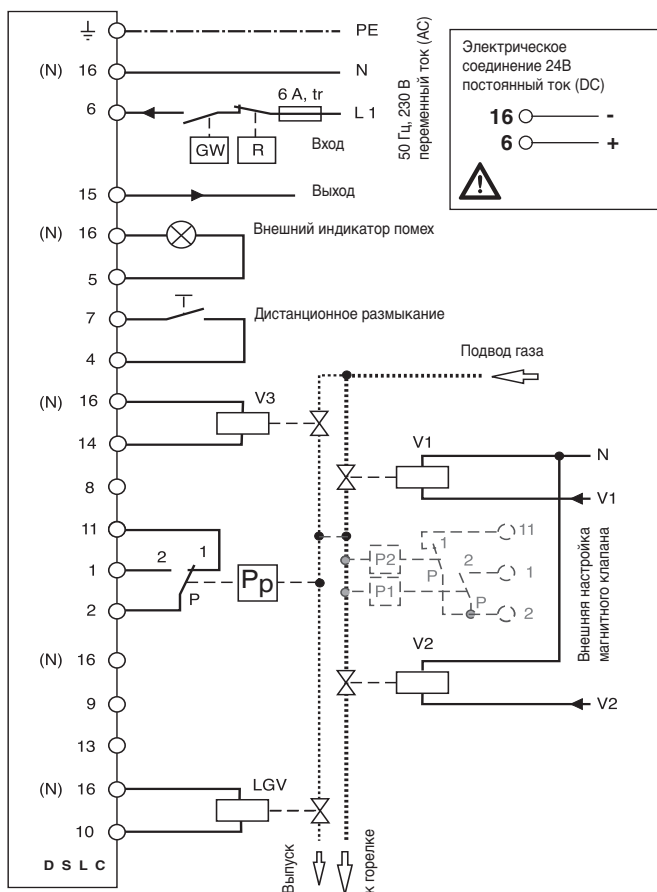 PE
(N) 16 N
6 6 A, tr L 1
GW R Вход
50 Гц, 230 В
переменный ток (AC)
Электрическое
соединение 24В
постоянный ток (DC)
16 -
6 +
15 Выход
(N) 16 Внешний индикатор помех
5
7 Дистанционное размыкание
4
Подвод газа
(N) 16 V3
14
V1 N
V1
8
11
1 2 1
P Pp
2
P2 1 2 11
P 1
P1 P 2
Внешняя настройка
магнитного клапана
(N) 16 V2
9 V2
13
(N) 16 LGV
10
D S L C
Выпуск
к горелке